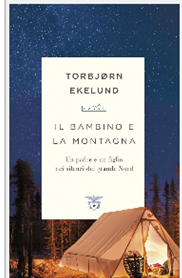 TORBJØRN
EKELUND
IL BAMBINO E
LA MONTAGNA
Un padre e un figlio
nei silenzi del grande Nord